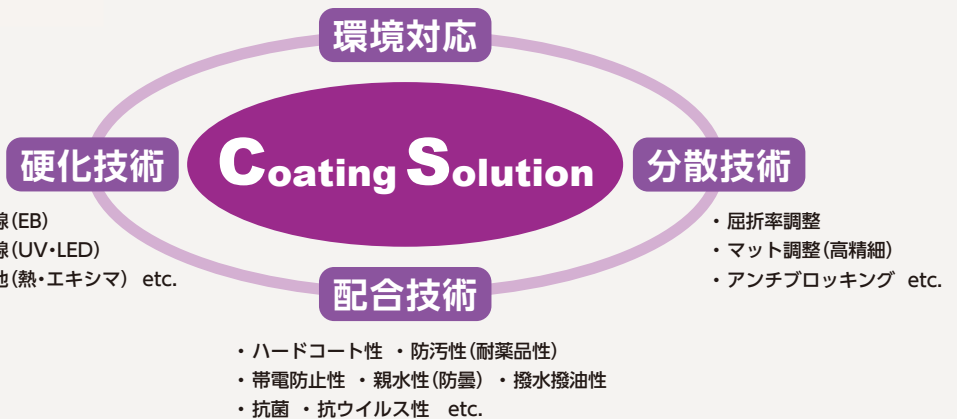 環境対応
硬化技術
Coating Solution
分散技術
線(EB)
線(UV・LED)
(熱・エキシマ) etc.
・屈折率調整
・マット調整(高精細)
・アンチブロッキング etc.
配合技術
・ハードコート性 ・防汚性(耐薬品性)
・帯電防止性 ・親水性(防曇) ・撥水撥油性
・抗菌 ・抗ウイルス性 etc.